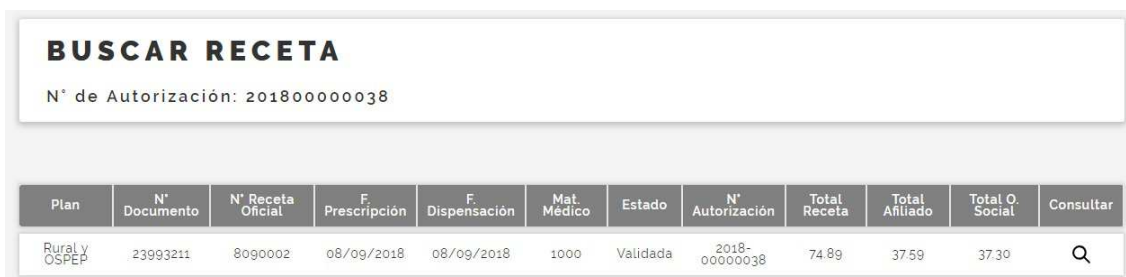 BUSCAR RECETA
N° de Autorización: 201800000038
Plan N° Documento N° Receta Oficial F. Prescripción F. Dispensación Mat. Médico Estado N° Autorización Total Receta Total Afiliado Total O. Social Consultar
Rural y OSPEP 23993211 8090002 08/09/2018 08/09/2018 1000 Validada 2018-00000038 74.89 37.59 37.30